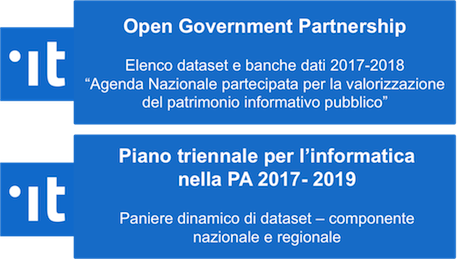 Open Government Partnership
.it
Elenco dataset e banche dati 2017-2018
“Agenda Nazionale partecipata per la valorizzazione
del patrimonio informativo pubblico”
Piano triennale per l’informatica
nella PA 2017- 2019
.it
Paniere dinamico di dataset – componente
nazionale e regionale